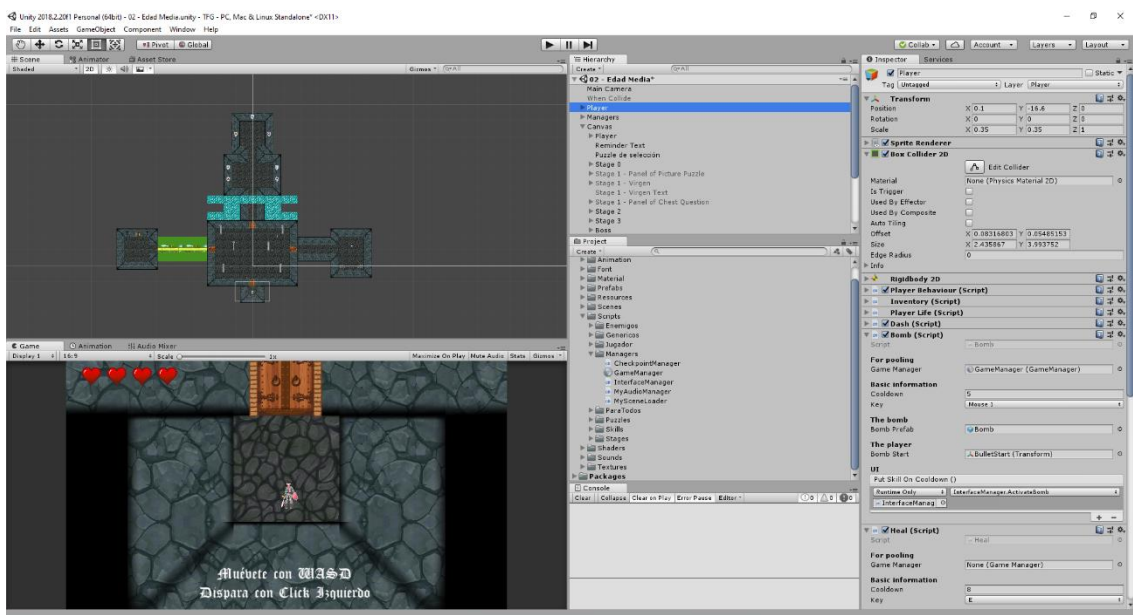 Unity 2018.2.20f1 Personal (64bit) - 02 - Edad Media.unity - TFG - PC, Mac & Linux Standalone* <DX11>
File Edit Assets GameObject Component Window Help
Pivot Global
Collab Account Layers Layout
Scene Animator Asset Store
Shaded 2D Gizmos All
Game Animation Audio Mixer
Display 1 16:9 Scale 2x Maximize On Play Mute Audio Stats Gizmos
Muévete con WASD
Dispara con Click Izquierdo
Hierarchy
Create All
02 - Edad Media*
Main Camera
When Collide
Player
Managers
Canvas
Player
Reminder Text
Puzzle de selección
Stage 0
Stage 1 - Panel of Picture Puzzle
Stage 1 - Virgen
Stage 1 - Virgen Text
Stage 1 - Panel of Chest Question
Stage 2
Stage 3
Boss
Project
Create
Animation
Font
Material
Prefabs
Resources
Scenes
Scripts
Enemigos
Genericos
Jugador
Managers
CheckpointManager
GameManager
InterfaceManager
MyAudioManager
MySceneLoader
ParaTodos
Puzzles
Skills
Stages
Shaders
Sounds
Textures
Packages
Console
Clear Collapse Clear on Play Error Pause Editor 0 0 0
Inspector Services
Player Static
Tag Untagged Layer Player
Transform
Position X 0.1 Y -16.6 Z 0
Rotation X 0 Y 0 Z 0
Scale X 0.35 Y 0.35 Z 1
Sprite Renderer
Box Collider 2D
Edit Collider
Material None (Physics Material 2D)
Is Trigger
Used By Effector
Used By Composite
Auto Tiling
Offset X 0.08316803 Y 0.05485153
Size X 2.435867 Y 3.993752
Edge Radius 0
Info
Rigidbody 2D
Player Behaviour (Script)
Inventory (Script)
Player Life (Script)
Dash (Script)
Bomb (Script)
Script Bomb
For pooling
Game Manager GameManager (GameManager)
Basic information
Cooldown 5
Key Mouse 1
The bomb
Bomb Prefab Bomb
The player
Bomb Start BulletStart (Transform)
UI
Put Skill On Cooldown ()
Runtime Only InterfaceManager.ActivateBomb
InterfaceManag
Heal (Script)
Script Heal
For pooling
Game Manager None (Game Manager)
Basic information
Cooldown 8
Key E